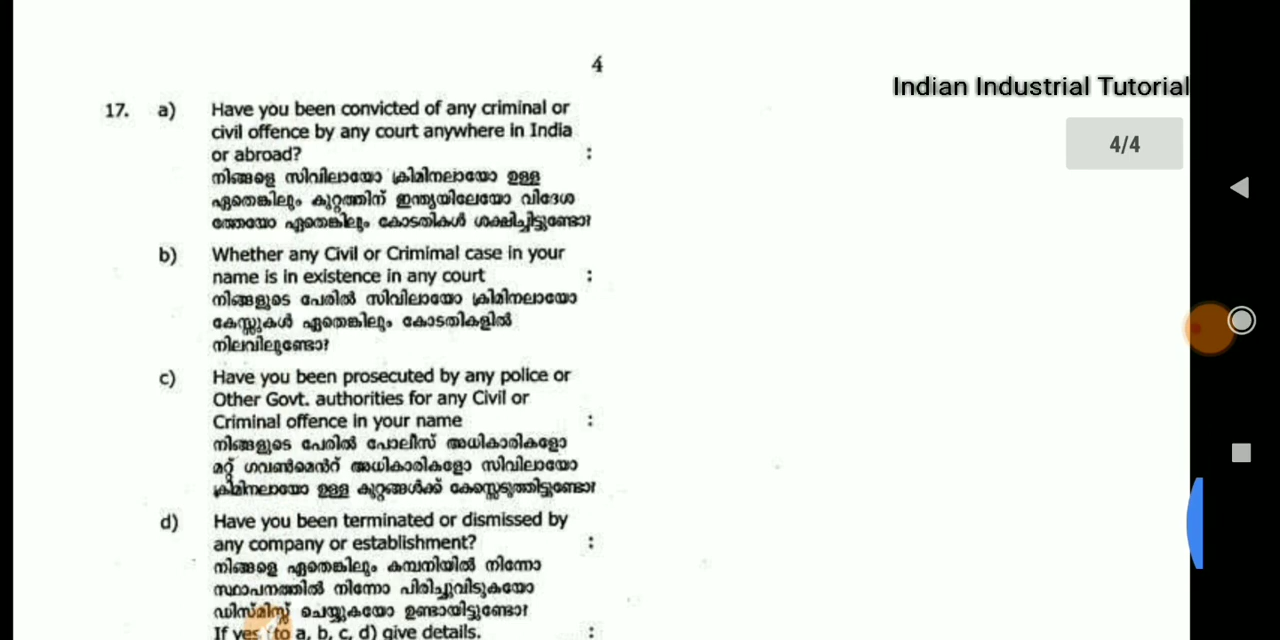 4
Indian Industrial Tutorial
4/4
17. a) Have you been convicted of any criminal or
civil offence by any court anywhere in India
or abroad? :
നിങ്ങളെ സിവിലായോ ക്രിമിനലായോ ഉള്ള
ഏതെങ്കിലും കുറ്റത്തിന് ഇന്ത്യയിലേയോ വിദേശ
ത്തേയോ ഏതെങ്കിലും കോടതികൾ ശക്ഷിച്ചിട്ടുണ്ടോ?
b) Whether any Civil or Crimimal case in your
name is in existence in any court :
നിങ്ങളുടെ പേരിൽ സിവിലായോ ക്രിമിനലായോ
കേസ്സുകൾ ഏതെങ്കിലും കോടതികളിൽ
നിലവിലുണ്ടോ?
c) Have you been prosecuted by any police or
Other Govt. authorities for any Civil or
Criminal offence in your name :
നിങ്ങളുടെ പേരിൽ പോലീസ് അധികാരികളോ
മറ്റ് ഗവൺമെൻറ് അധികാരികളോ സിവിലായോ
ക്രിമിനലായോ ഉള്ള കുറ്റങ്ങൾക്ക് കേസ്സെടുത്തിട്ടുണ്ടോ?
d) Have you been terminated or dismissed by
any company or establishment? :
നിങ്ങളെ ഏതെങ്കിലും കമ്പനിയിൽ നിന്നോ
സ്ഥാപനത്തിൽ നിന്നോ പിരിച്ചുവിടുകയോ
ഡിസ്മിസ്സ് ചെയ്യുകയോ ഉണ്ടായിട്ടുണ്ടോ?
If yes (to a, b, c, d) give details. :